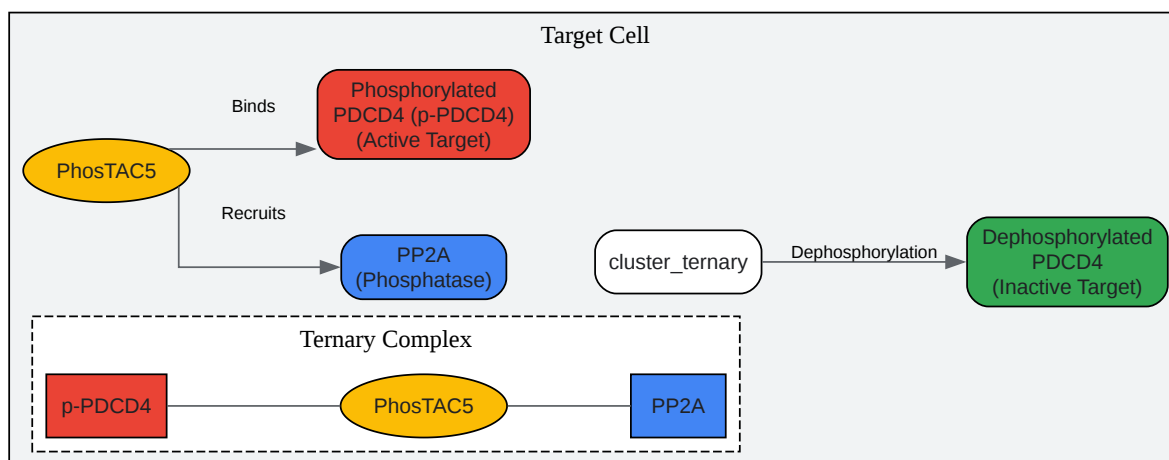 Target Cell
Binds
Phosphorylated
PDCD4 (p-PDCD4)
(Active Target)
PhosTAC5
Recruits
PP2A
(Phosphatase)
cluster_ternary
Dephosphorylation
Dephosphorylated
PDCD4
(Inactive Target)
Ternary Complex
p-PDCD4
PhosTAC5
PP2A